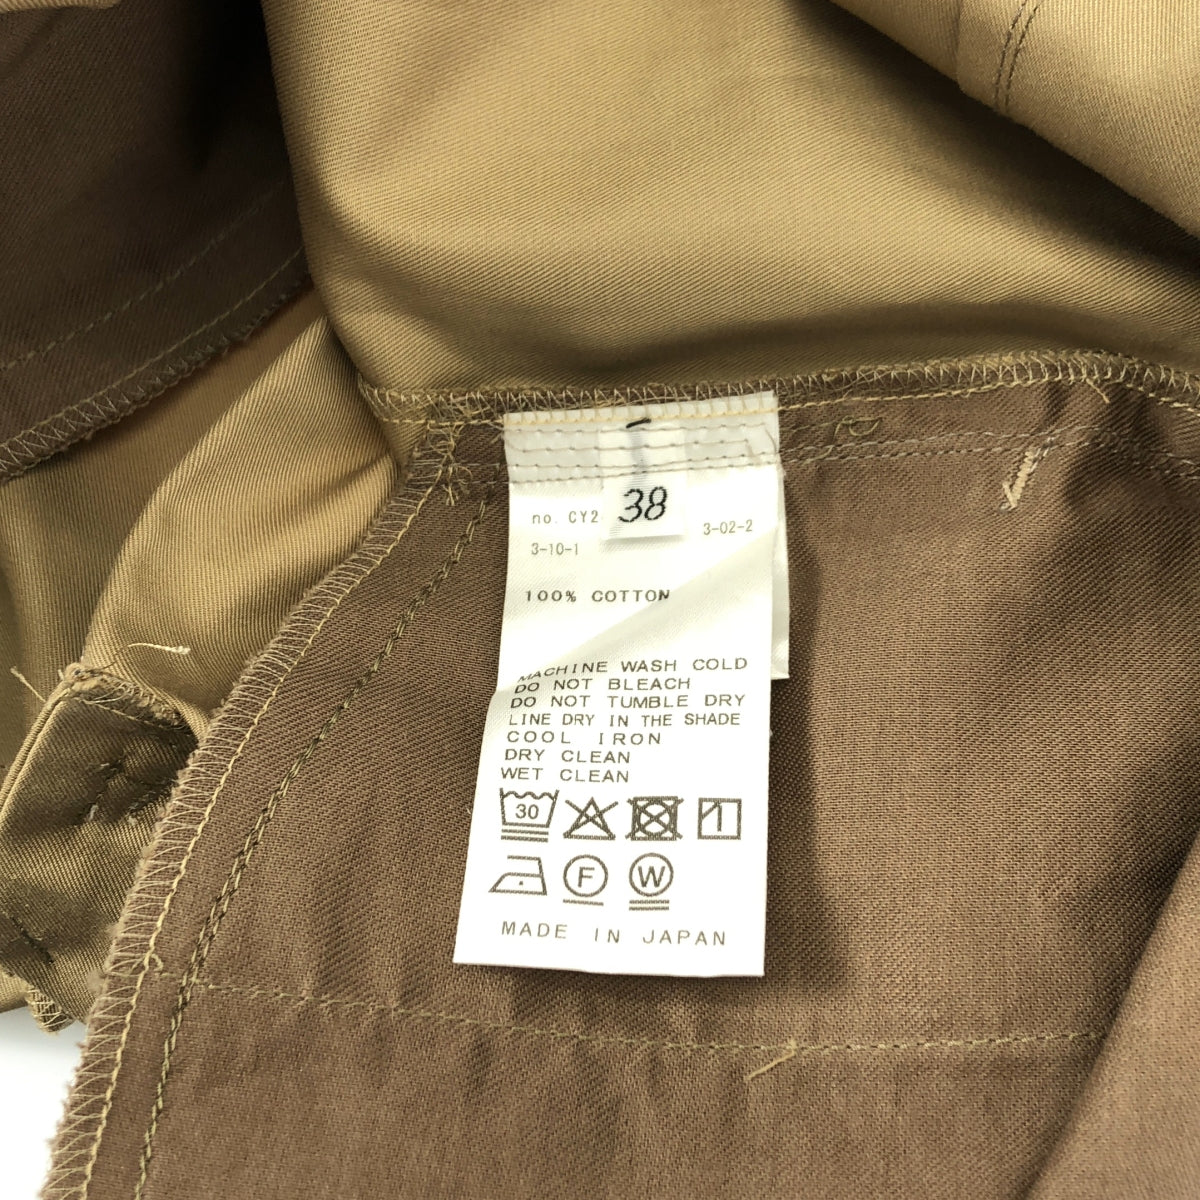 38
no. CY2
3-02-2
3-10-1
100% COTTON
MACHINE WASH COLD
DO NOT BLEACH
DO NOT TUMBLE DRY
LINE DRY IN THE SHADE
COOL IRON
DRY CLEAN
WET CLEAN
30
F W
MADE IN JAPAN